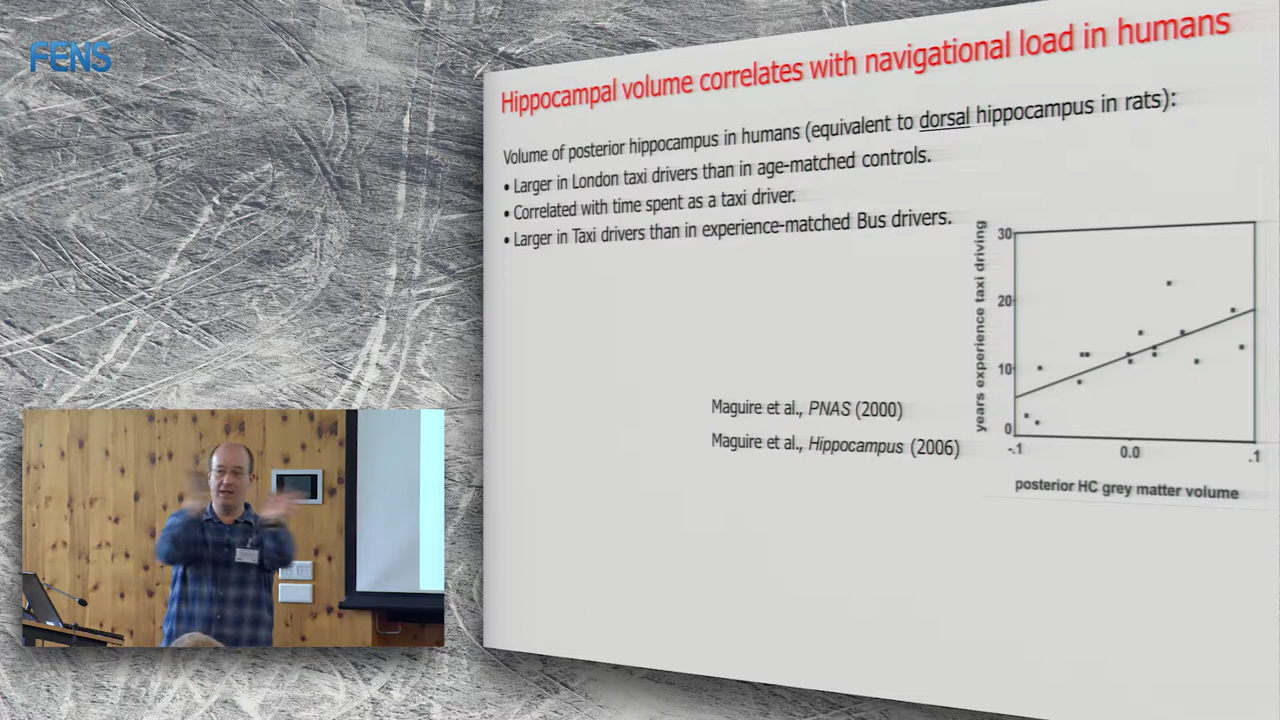 FENS
Hippocampal volume correlates with navigational load in humans
Volume of posterior hippocampus in humans (equivalent to dorsal hippocampus in rats):
• Larger in London taxi drivers than in age-matched controls.
• Correlated with time spent as a taxi driver.
• Larger in Taxi drivers than in experience-matched Bus drivers.
Maguire et al., PNAS (2000)
Maguire et al., Hippocampus (2006)
years experience taxi driving
30
20
10
0
-.1
0.0
.1
posterior HC grey matter volume